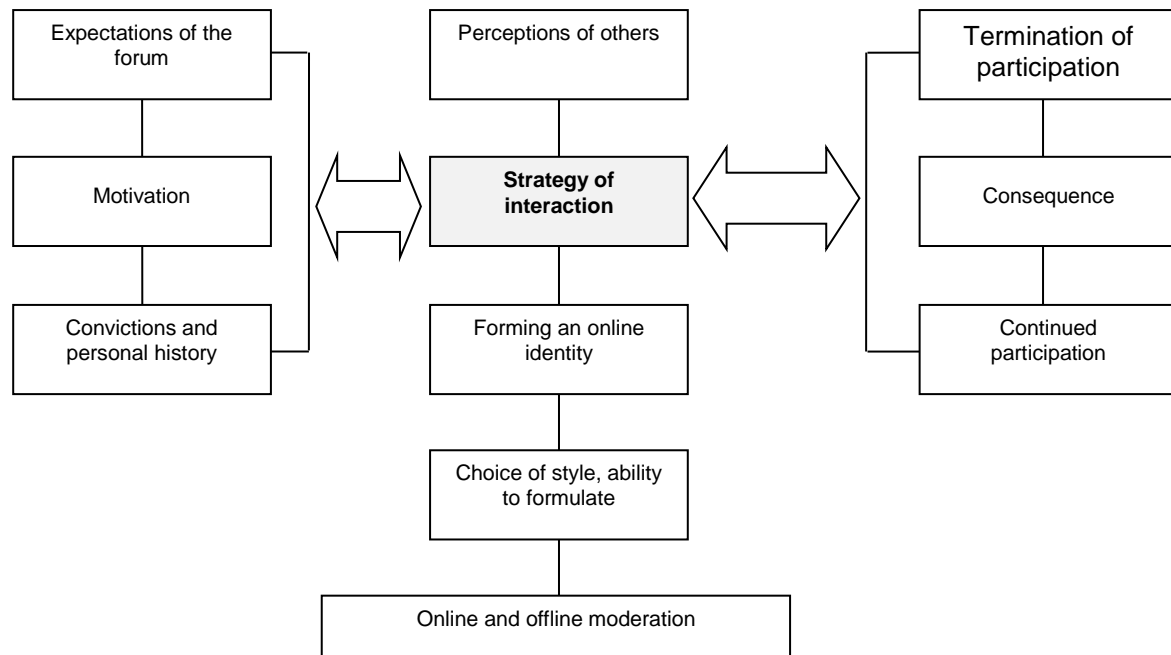 Expectations of the
forum
Perceptions of others
Termination of
participation
Motivation
Strategy of
interaction
Consequence
Convictions and
personal history
Forming an online
identity
Continued
participation
Choice of style, ability
to formulate
Online and offline moderation